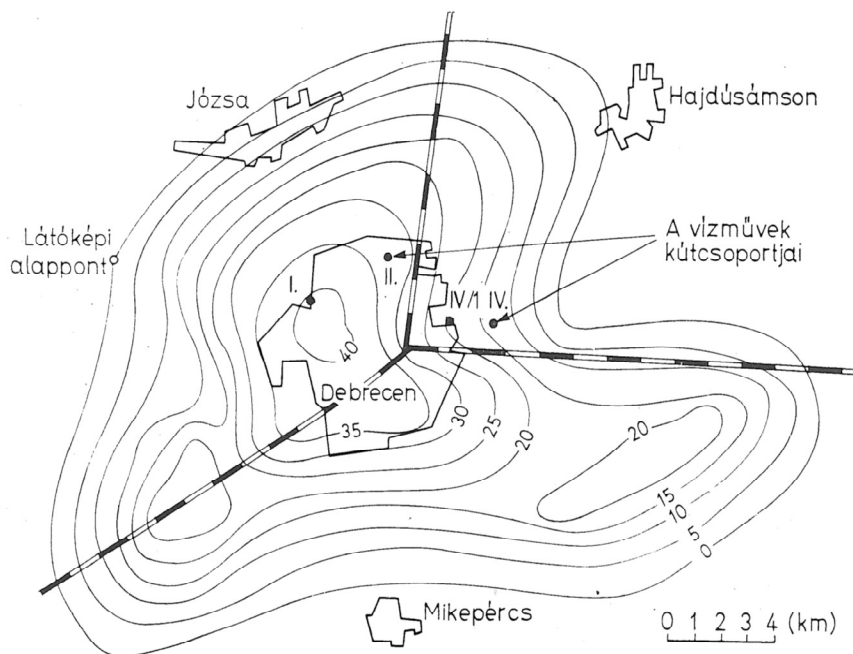 Józsa
Hajdúsámson
Látóképi
alappont
A vízművek
kútcsoportjai
I.
II.
IV/1 IV.
40
Debrecen
35
30
25
20
20
15
10
5
0
Mikepércs
0 1 2 3 4 (km)